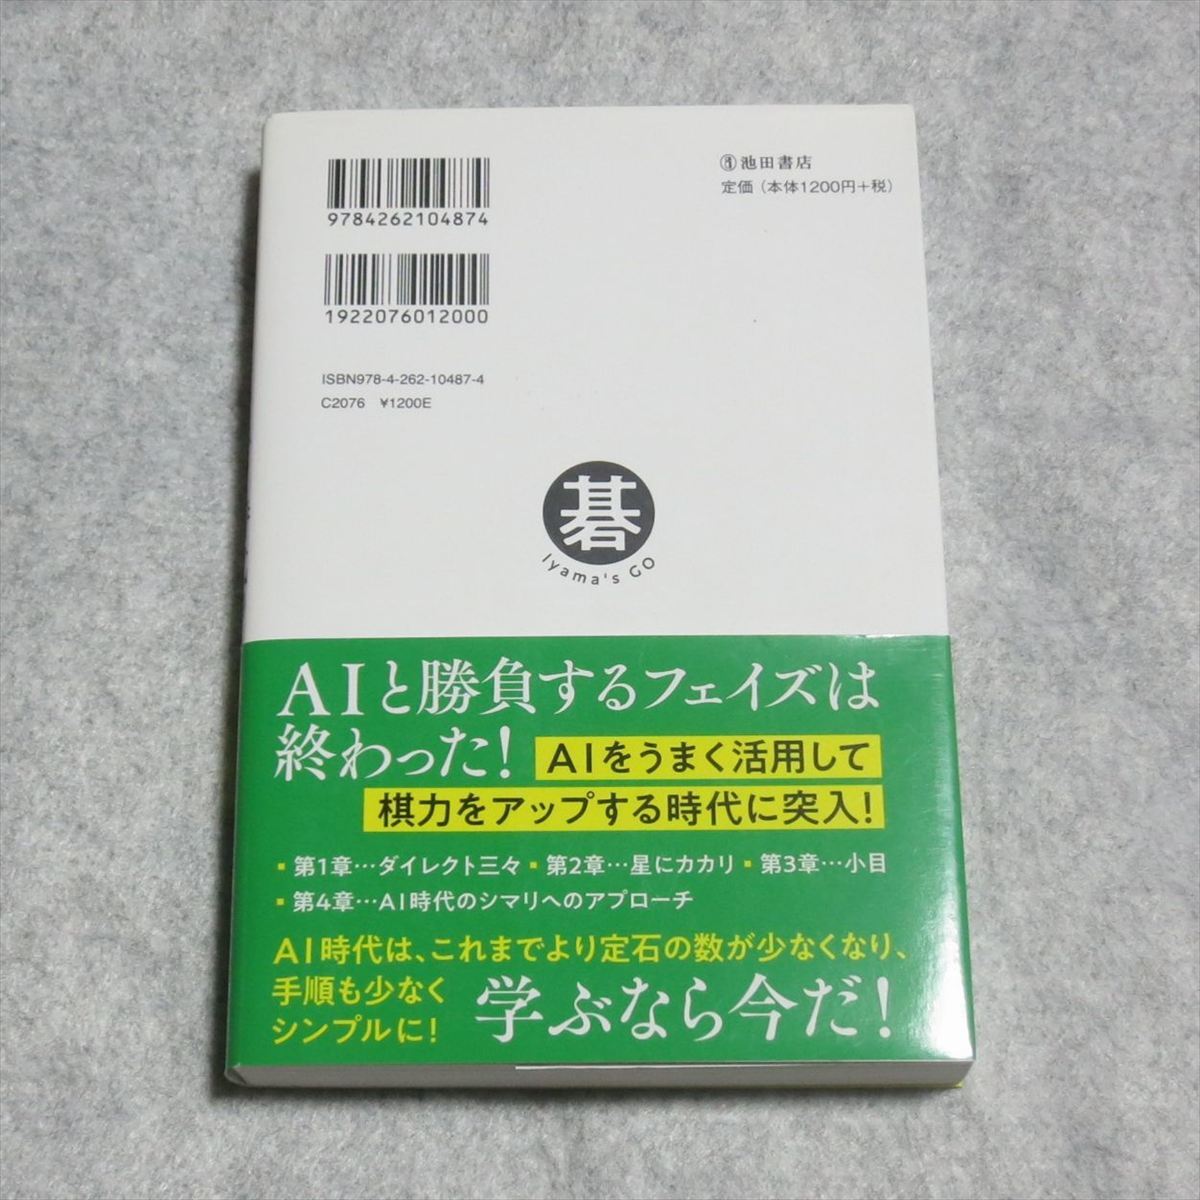 9784262104874
池田書店
定価（本体1200円＋税）
1922076012000
ISBN978-4-262-10487-4
C2076 ¥1200E
碁
Iyama's GO
AIと勝負するフェイズは
終わった！ AIをうまく活用して
棋力をアップする時代に突入！
▪ 第1章…ダイレクト三々 ▪ 第2章…星にカカリ ▪ 第3章…小目
▪ 第4章…AI時代のシマリへのアプローチ
AI時代は、これまでより定石の数が少なくなり、
手順も少なく
シンプルに！
学ぶなら今だ！